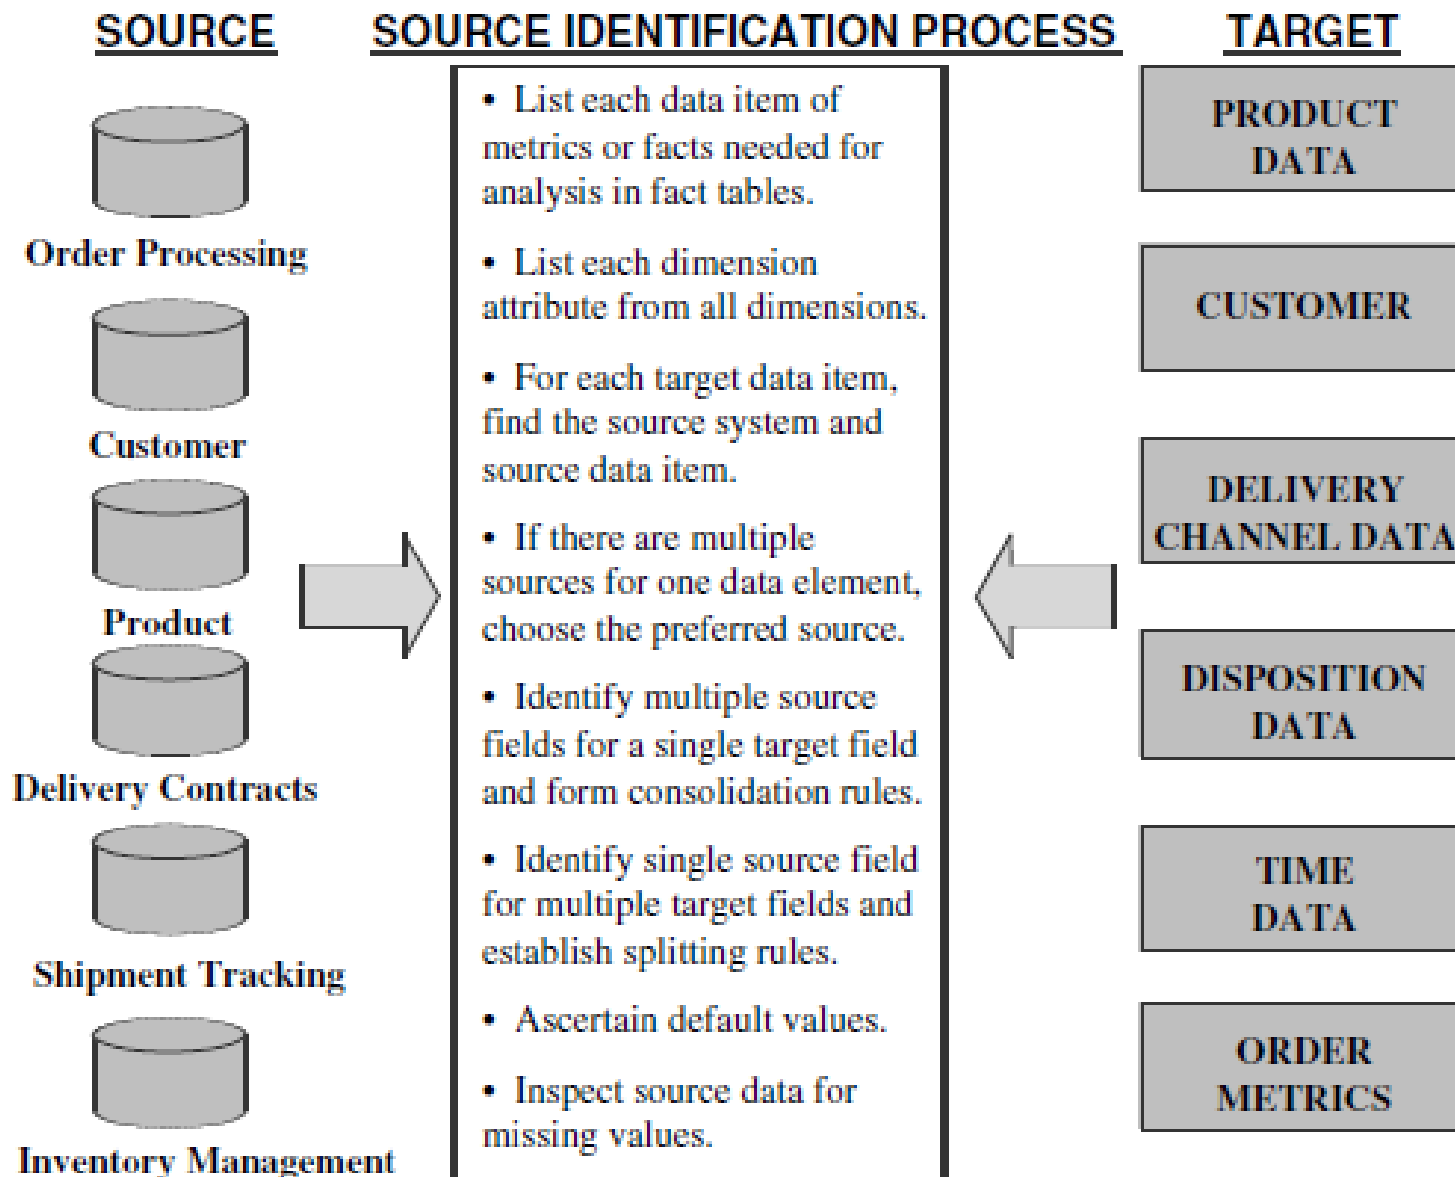 SOURCE
Order Processing
Customer
Product
Delivery Contracts
Shipment Tracking
Inventory Management
SOURCE IDENTIFICATION PROCESS
• List each data item of
metrics or facts needed for
analysis in fact tables.
• List each dimension
attribute from all dimensions.
• For each target data item,
find the source system and
source data item.
• If there are multiple
sources for one data element,
choose the preferred source.
• Identify multiple source
fields for a single target field
and form consolidation rules.
• Identify single source field
for multiple target fields and
establish splitting rules.
• Ascertain default values.
• Inspect source data for
missing values.
TARGET
PRODUCT
DATA
CUSTOMER
DELIVERY
CHANNEL DATA
DISPOSITION
DATA
TIME
DATA
ORDER
METRICS